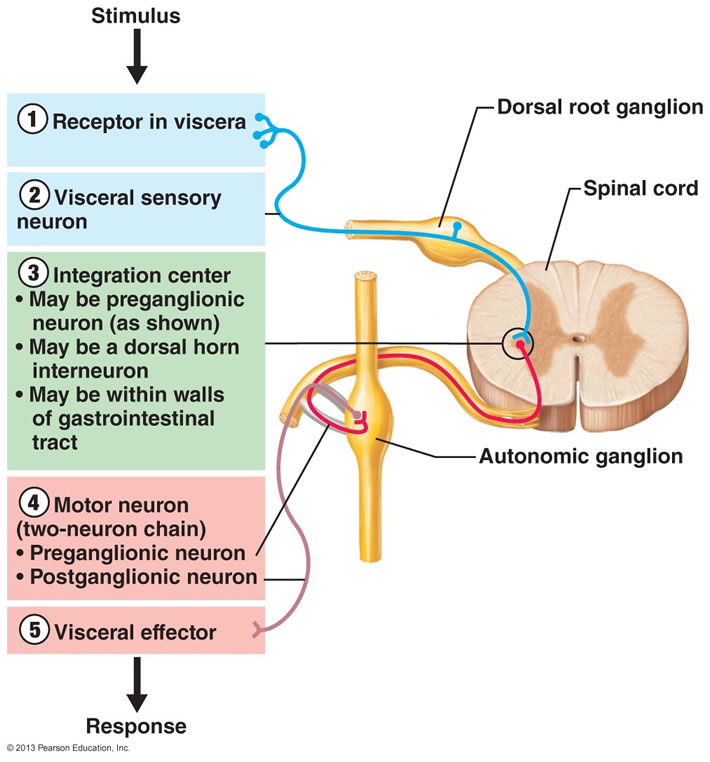 Stimulus
1 Receptor in viscera
2 Visceral sensory
neuron
3 Integration center
• May be preganglionic
neuron (as shown)
• May be a dorsal horn
interneuron
• May be within walls
of gastrointestinal
tract
4 Motor neuron
(two-neuron chain)
• Preganglionic neuron
• Postganglionic neuron
5 Visceral effector
Response
Dorsal root ganglion
Spinal cord
Autonomic ganglion
© 2013 Pearson Education, Inc.